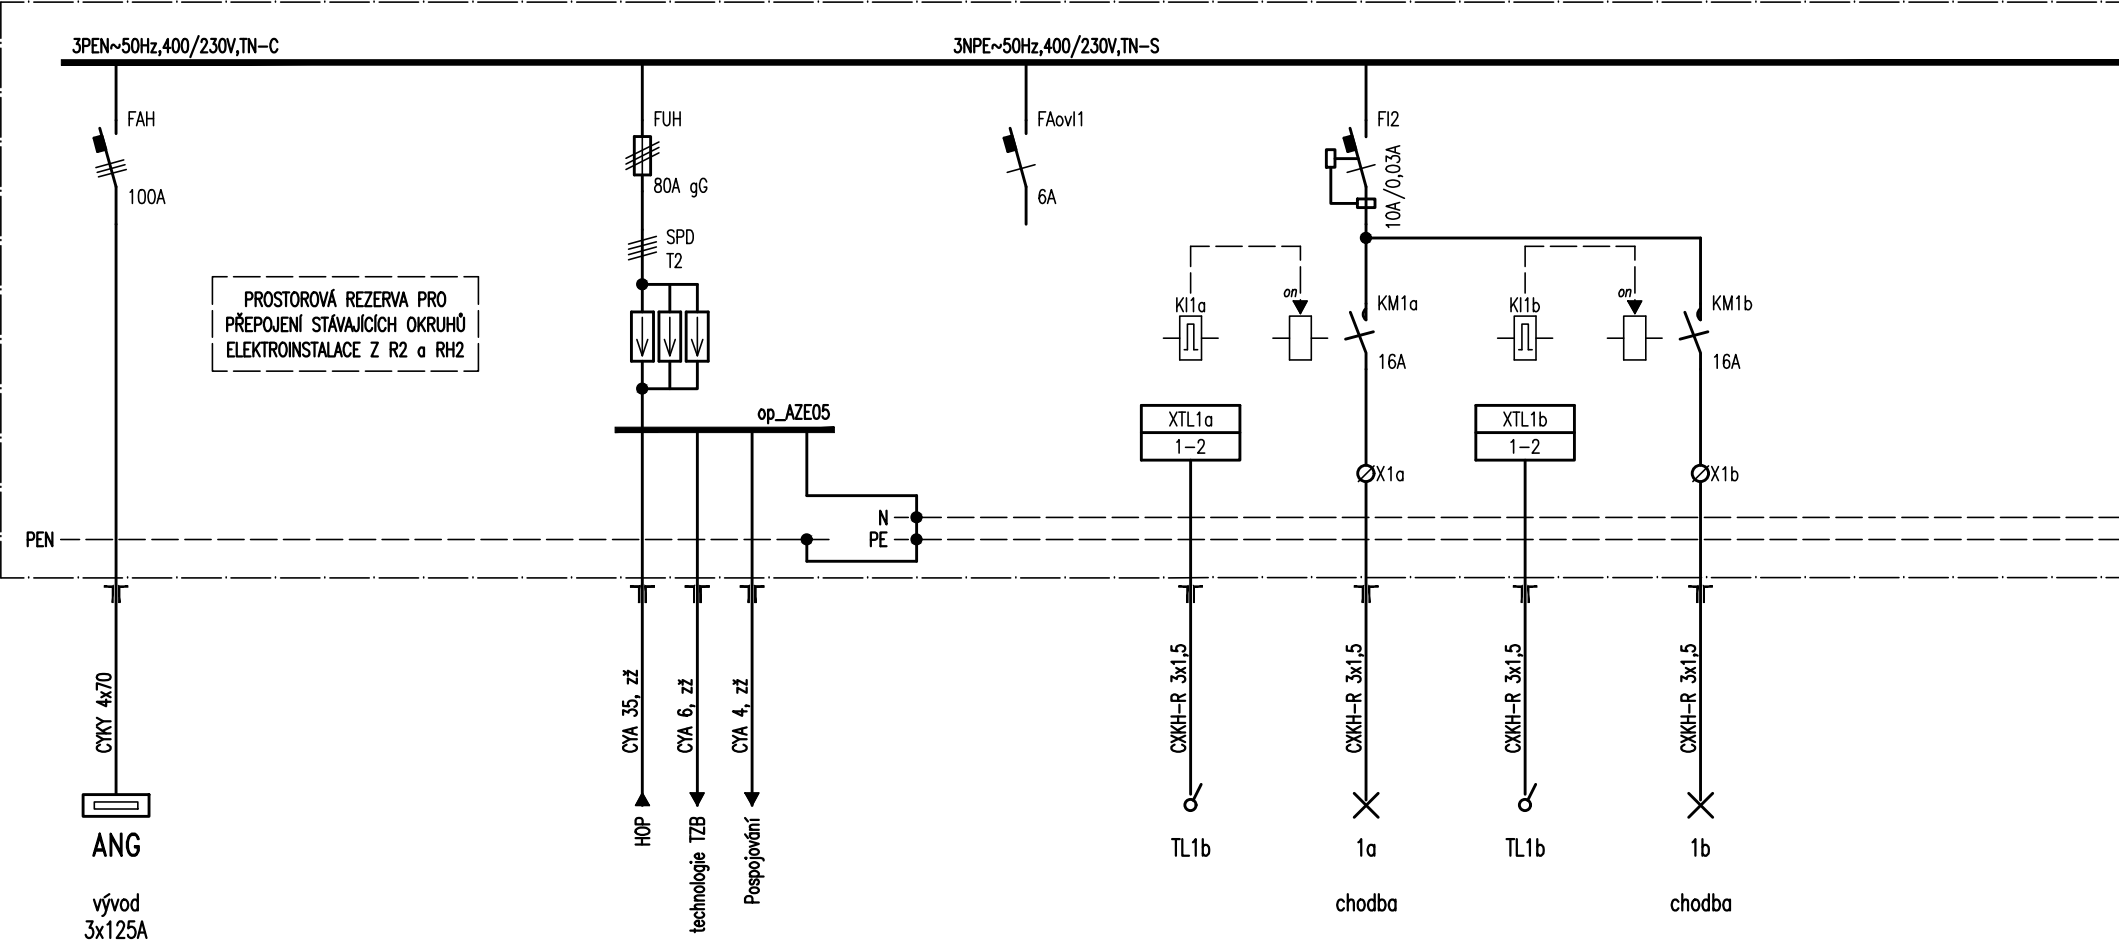 3PEN~50Hz,400/230V,TN-C
3NPE~50Hz,400/230V,TN-S
FAH
100A
FUH
80A gG
SPD
T2
FAovl1
6A
FI2
10A/0,03A
PROSTOROVÁ REZERVA PRO
PŘEPOJENÍ STÁVAJÍCÍCH OKRUHŮ
ELEKTROINSTALACE Z R2 a RH2
KI1a
on
KM1a
16A
KI1b
on
KM1b
16A
op_AZE05
XTL1a
1-2
XTL1b
1-2
X1a
X1b
N
PEN
PE
CYKY 4x70
CYA 35, zž
CYA 6, zž
CYA 4, zž
CXKH-R 3x1,5
CXKH-R 3x1,5
CXKH-R 3x1,5
CXKH-R 3x1,5
ANG
vývod
3x125A
HOP
technologie TZB
Pospojování
TL1b
1a
chodba
TL1b
1b
chodba